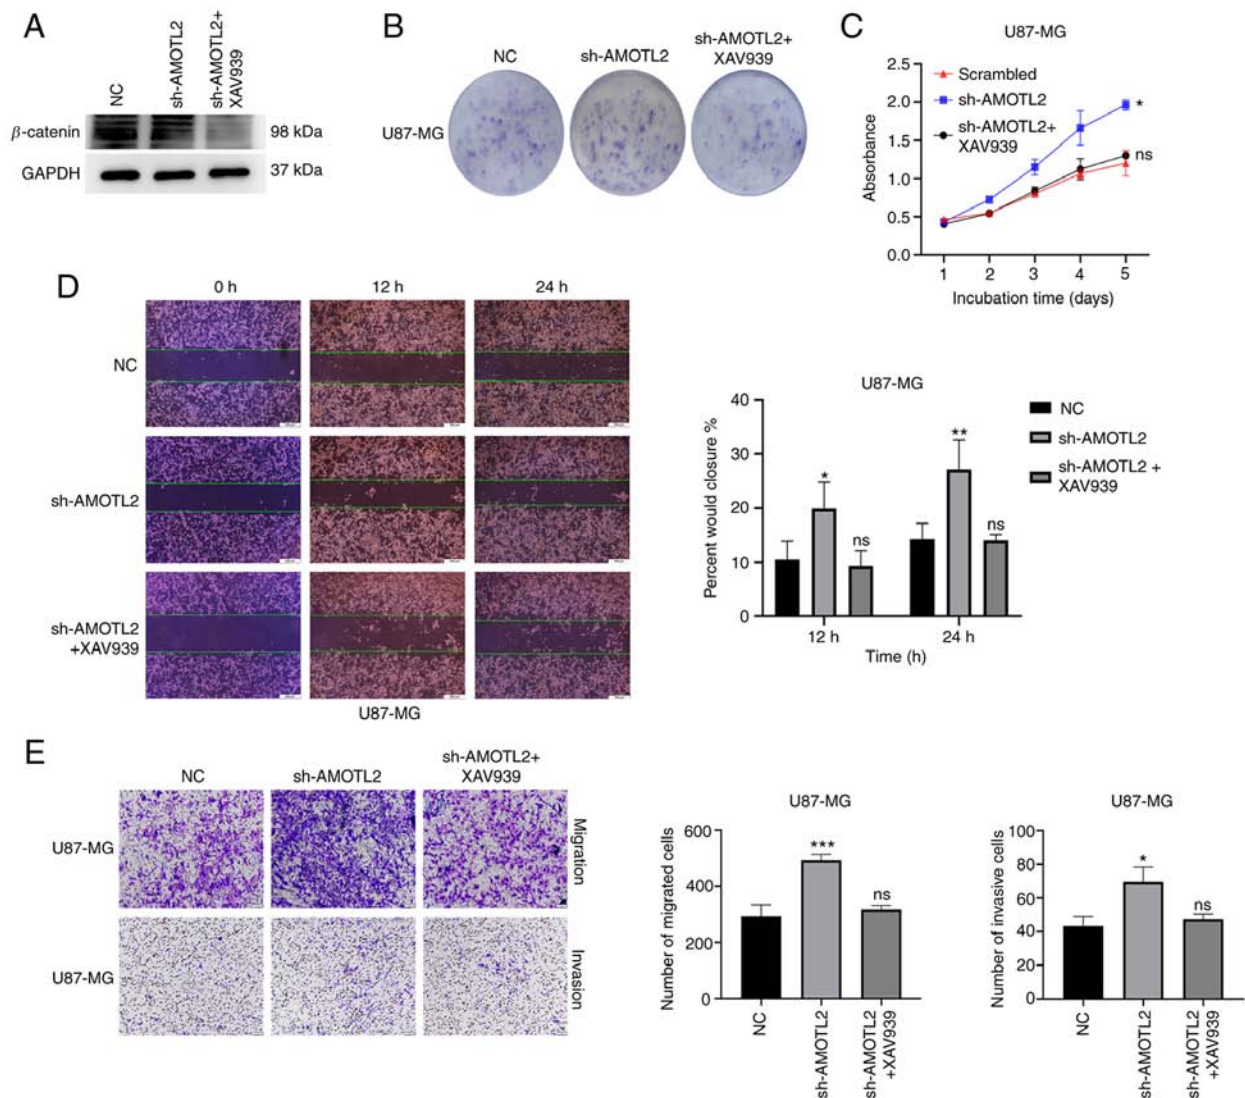 A
NC
sh-AMOTL2
sh-AMOTL2+
XAV939
β-catenin
98 kDa
GAPDH
37 kDa
B
NC
sh-AMOTL2
sh-AMOTL2+
XAV939
U87-MG
C
U87-MG
Scrambled
sh-AMOTL2
sh-AMOTL2+
XAV939
*
ns
Absorbance
2.5
2.0
1.5
1.0
0.5
0.0
1 2 3 4 5
Incubation time (days)
D
0 h
12 h
24 h
NC
sh-AMOTL2
sh-AMOTL2
+XAV939
U87-MG
U87-MG
Percent would closure %
40
30
20
10
0
*
ns
**
ns
12 h
24 h
Time (h)
NC
sh-AMOTL2
sh-AMOTL2 +
XAV939
E
NC
sh-AMOTL2
sh-AMOTL2+
XAV939
U87-MG
Migration
U87-MG
Invasion
U87-MG
Number of migrated cells
600
400
200
0
***
ns
NC
sh-AMOTL2
sh-AMOTL2
+XAV939
U87-MG
Number of invasive cells
100
80
60
40
20
0
*
ns
NC
sh-AMOTL2
sh-AMOTL2
+XAV939